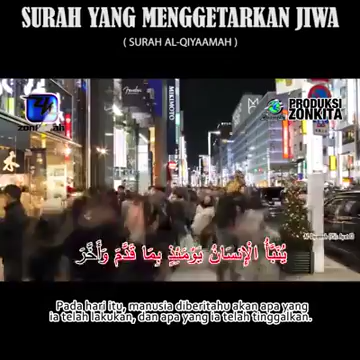 SURAH YANG MENGGETARKAN JIWA
( SURAH AL-QIYAAMAH )
PRODUKSI
ZONKITA
يُنَبَّأُ الْإِنْسَانُ يَوْمَئِذٍ بِمَا قَدَّمَ وَأَخَّرَ
Pada hari itu, manusia diberitahu akan apa yang
ia telah lakukan, dan apa yang ia telah tinggalkan.